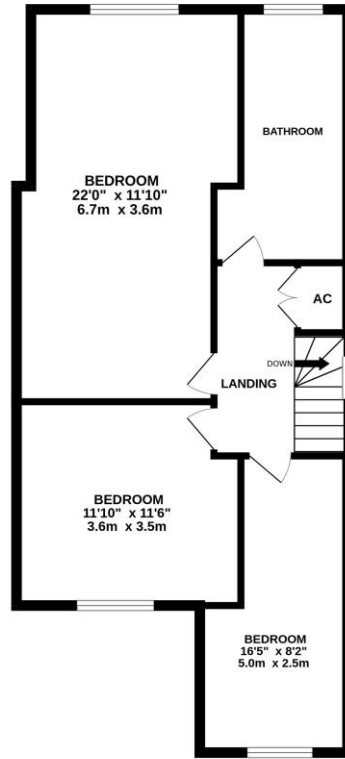 BATHROOM
BEDROOM
22'0" x 11'10"
6.7m x 3.6m
AC
DOWN
LANDING
BEDROOM
11'10" x 11'6"
3.6m x 3.5m
BEDROOM
16'5" x 8'2"
5.0m x 2.5m